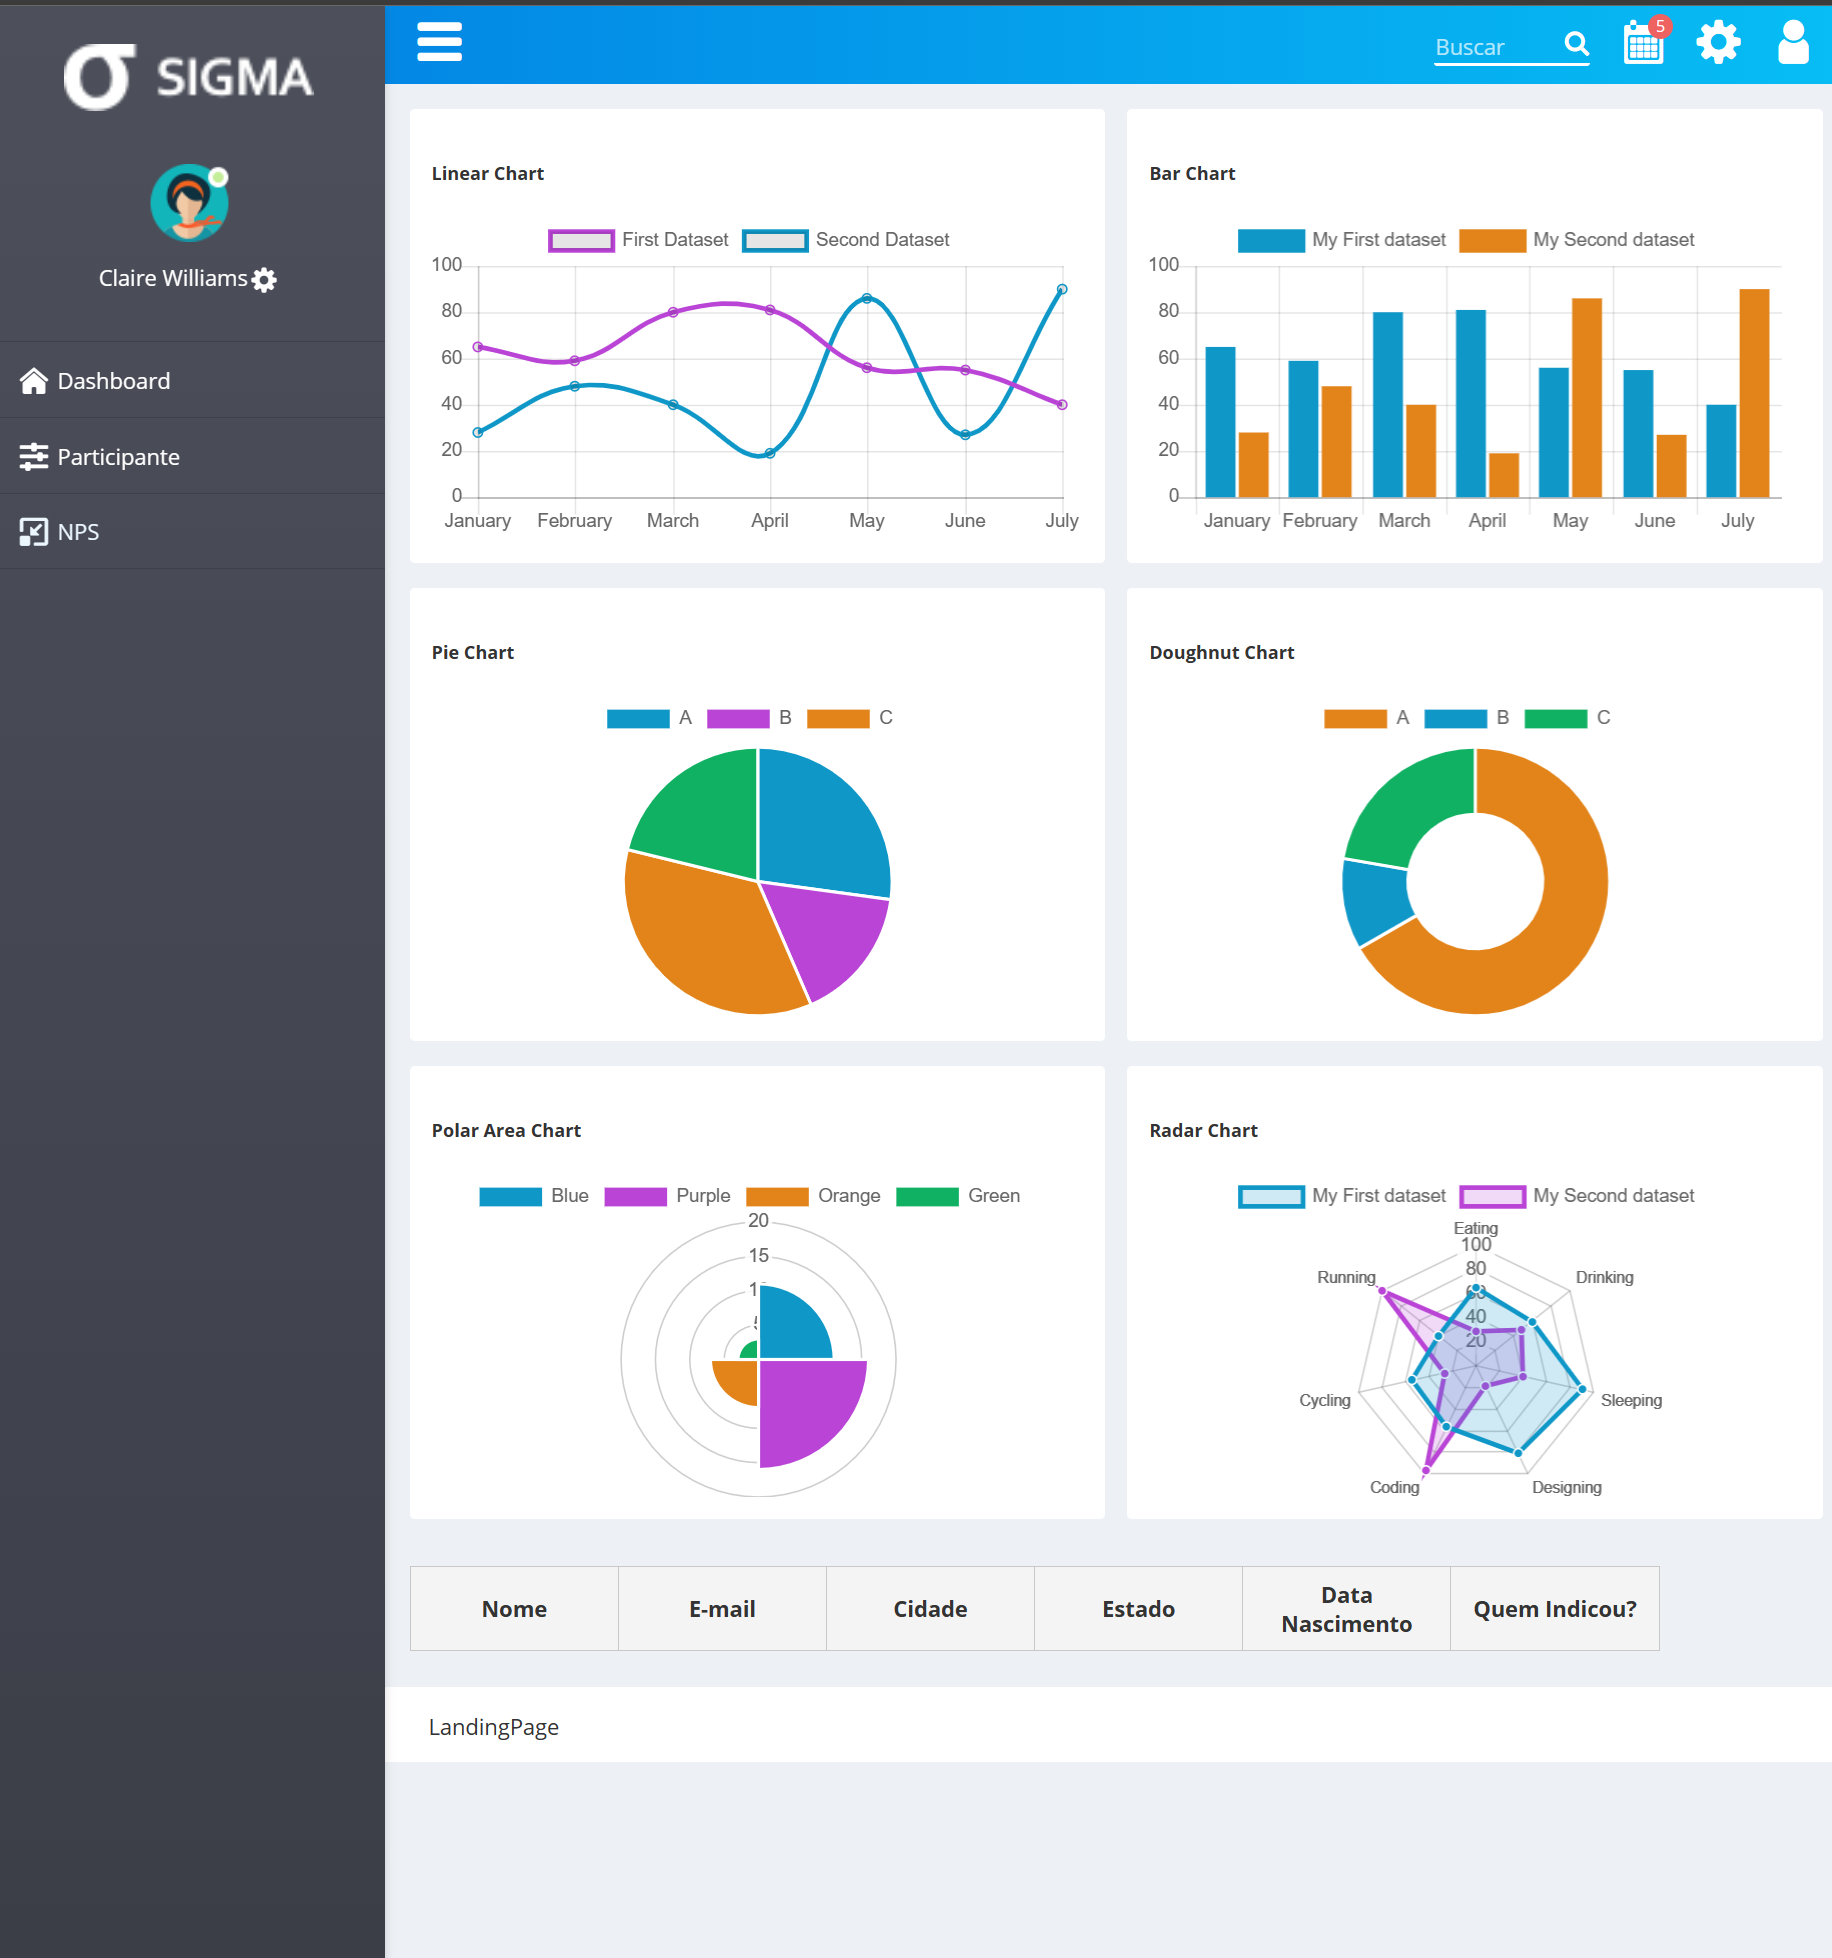 SIGMA
Claire Williams
Dashboard
Participante
NPS
Buscar
5
Linear Chart
First Dataset Second Dataset
100
80
60
40
20
0
January February March April May June July
Bar Chart
My First dataset My Second dataset
100
80
60
40
20
0
January February March April May June July
Pie Chart
A B C
Doughnut Chart
A B C
Polar Area Chart
Blue Purple Orange Green
20
15
Radar Chart
My First dataset My Second dataset
Eating
100
80
60
40
20
Running
Drinking
Cycling
Sleeping
Coding
Designing
Nome E-mail Cidade Estado Data Nascimento Quem Indicou?
LandingPage